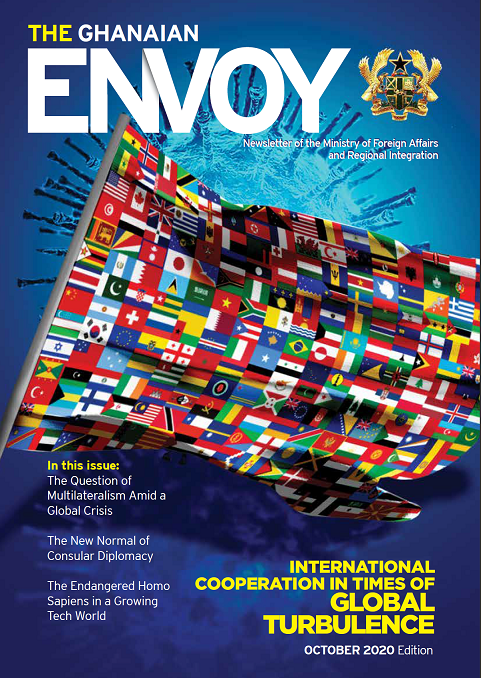 THE GHANAIAN
ENVOY
Newsletter of the Ministry of Foreign Affairs
and Regional Integration
In this issue:
The Question of
Multilateralism Amid a
Global Crisis
The New Normal of
Consular Diplomacy
The Endangered Homo
Sapiens in a Growing
Tech World
INTERNATIONAL
COOPERATION IN TIMES OF
GLOBAL
TURBULENCE
OCTOBER 2020 Edition